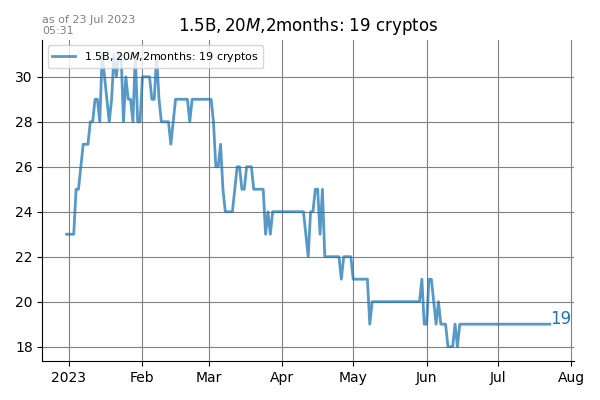 as of 23 Jul 2023
05:31
1.5B, 20M,2months: 19 cryptos
1.5B, 20M,2months: 19 cryptos
30
28
26
24
22
20
18
19
2023 Feb Mar Apr May Jun Jul Aug